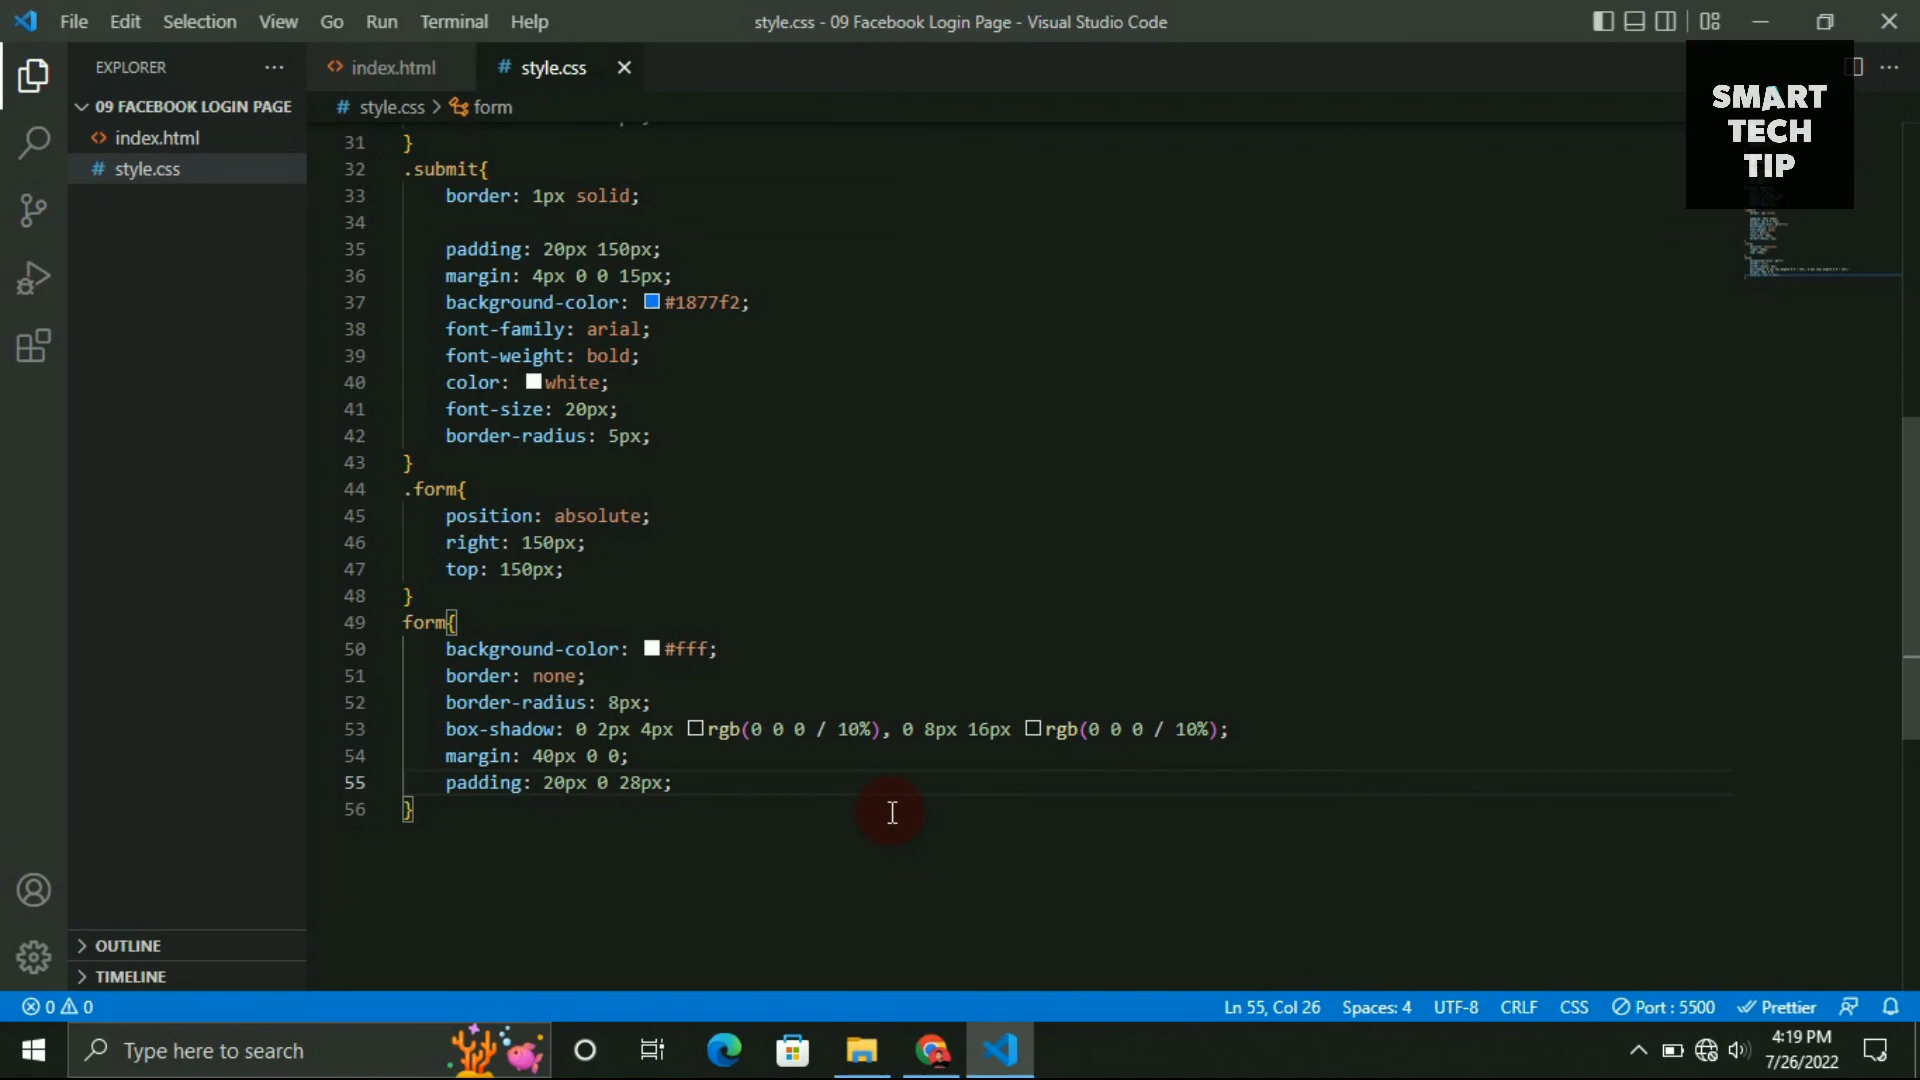 File Edit Selection View Go Run Terminal Help
style.css - 09 Facebook Login Page - Visual Studio Code
EXPLORER
index.html
style.css
SMART
TECH
TIP
09 FACEBOOK LOGIN PAGE
index.html
style.css
# style.css > form
31 }
32 .submit{
33 border: 1px solid;
34
35 padding: 20px 150px;
36 margin: 4px 0 0 15px;
37 background-color: #1877f2;
38 font-family: arial;
39 font-weight: bold;
40 color: white;
41 font-size: 20px;
42 border-radius: 5px;
43 }
44 .form{
45 position: absolute;
46 right: 150px;
47 top: 150px;
48 }
49 form{
50 background-color: #fff;
51 border: none;
52 border-radius: 8px;
53 box-shadow: 0 2px 4px rgb(0 0 0 / 10%), 0 8px 16px rgb(0 0 0 / 10%);
54 margin: 40px 0 0;
55 padding: 20px 0 28px;
56 }
OUTLINE
TIMELINE
0 0
Ln 55, Col 26 Spaces: 4 UTF-8 CRLF CSS Port : 5500 Prettier
Type here to search
4:19 PM
7/26/2022